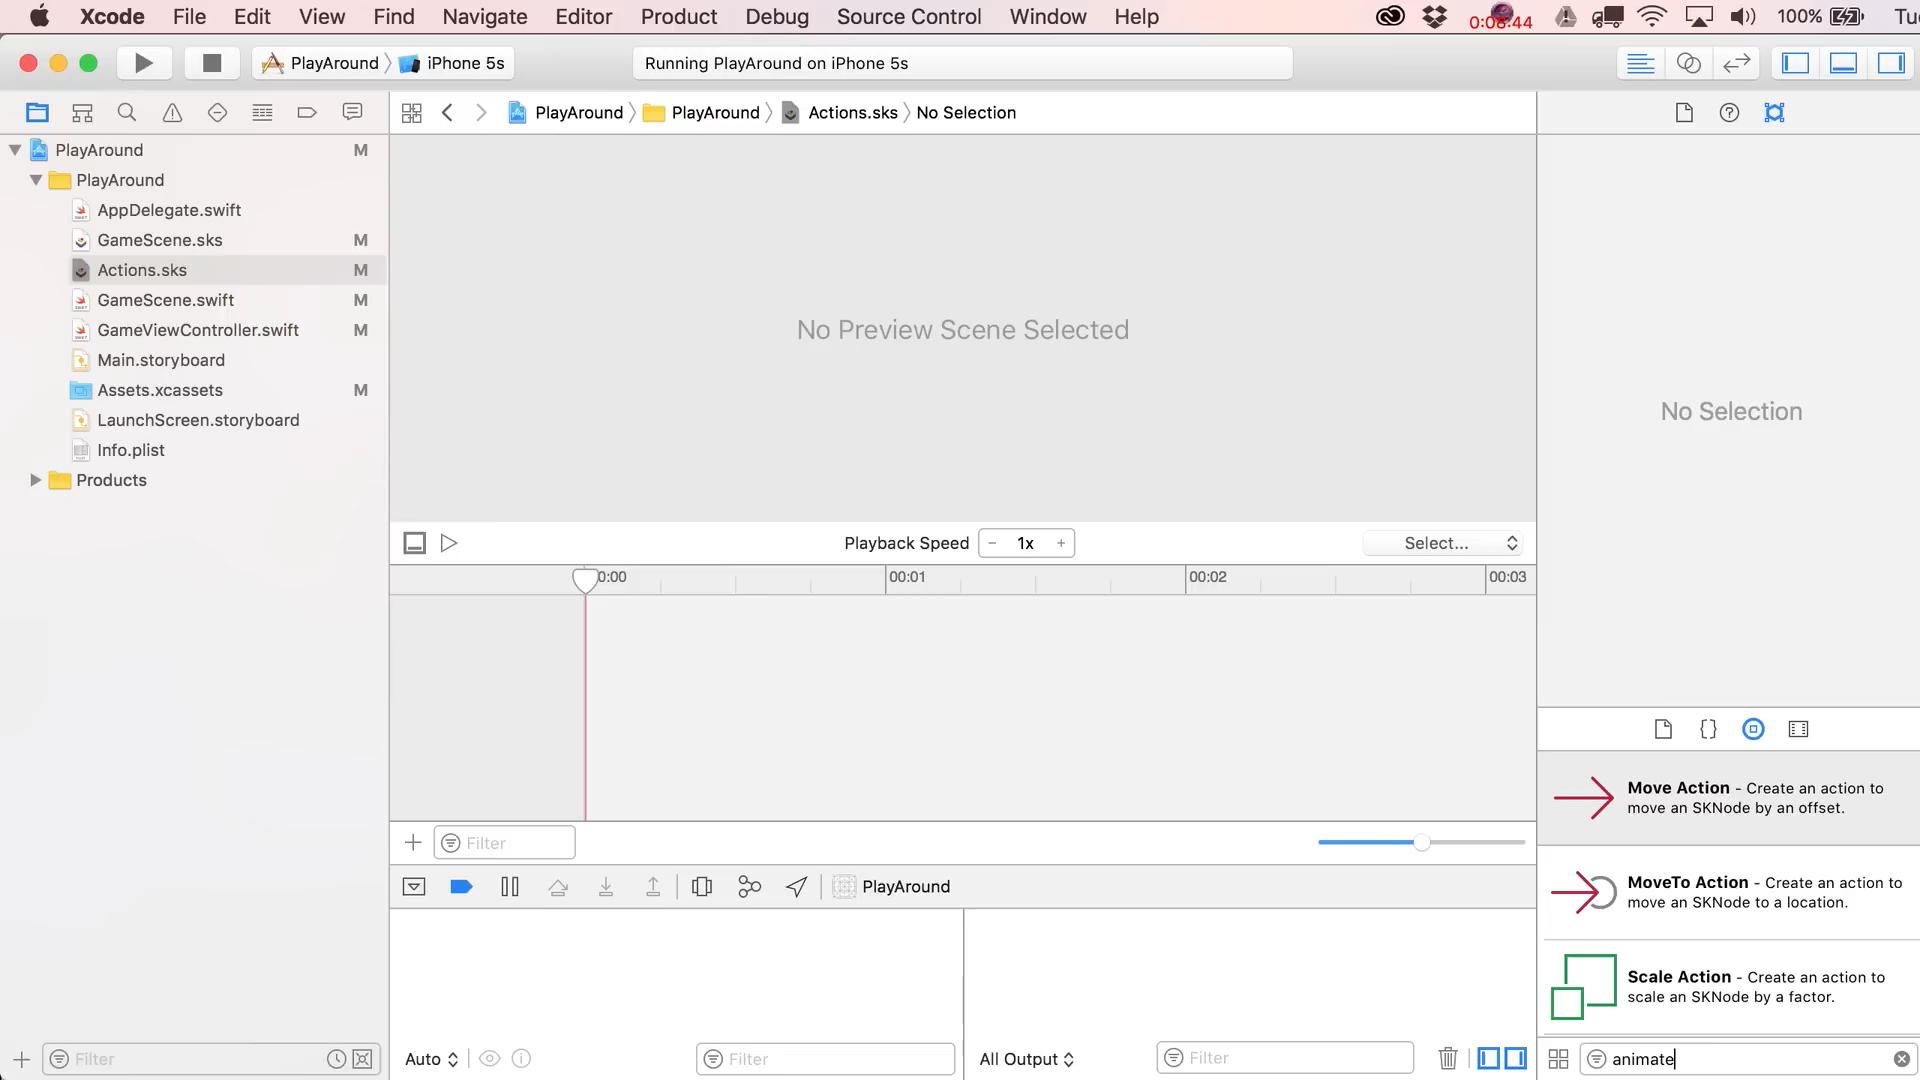 Xcode File Edit View Find Navigate Editor Product Debug Source Control Window Help 0:08:44 100%
PlayAround iPhone 5s Running PlayAround on iPhone 5s
PlayAround PlayAround Actions.sks No Selection
PlayAround M
PlayAround
AppDelegate.swift
GameScene.sks M
Actions.sks M
GameScene.swift M
GameViewController.swift M
Main.storyboard
Assets.xcassets M
LaunchScreen.storyboard
Info.plist
Products
No Preview Scene Selected
No Selection
Playback Speed − 1x + Select...
0:00 00:01 00:02 00:03
Filter
PlayAround
Move Action - Create an action to
move an SKNode by an offset.
MoveTo Action - Create an action to
move an SKNode to a location.
Scale Action - Create an action to
scale an SKNode by a factor.
Filter Auto Filter All Output Filter animate